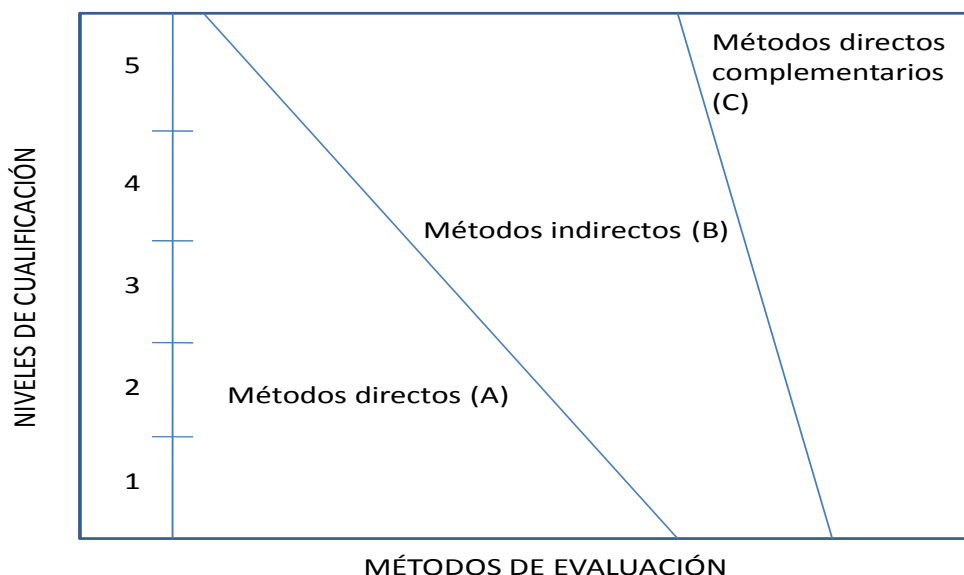 NIVELES DE CUALIFICACIÓN
5
4
3
2
1
Métodos directos
complementarios
(C)
Métodos indirectos (B)
Métodos directos (A)
MÉTODOS DE EVALUACIÓN